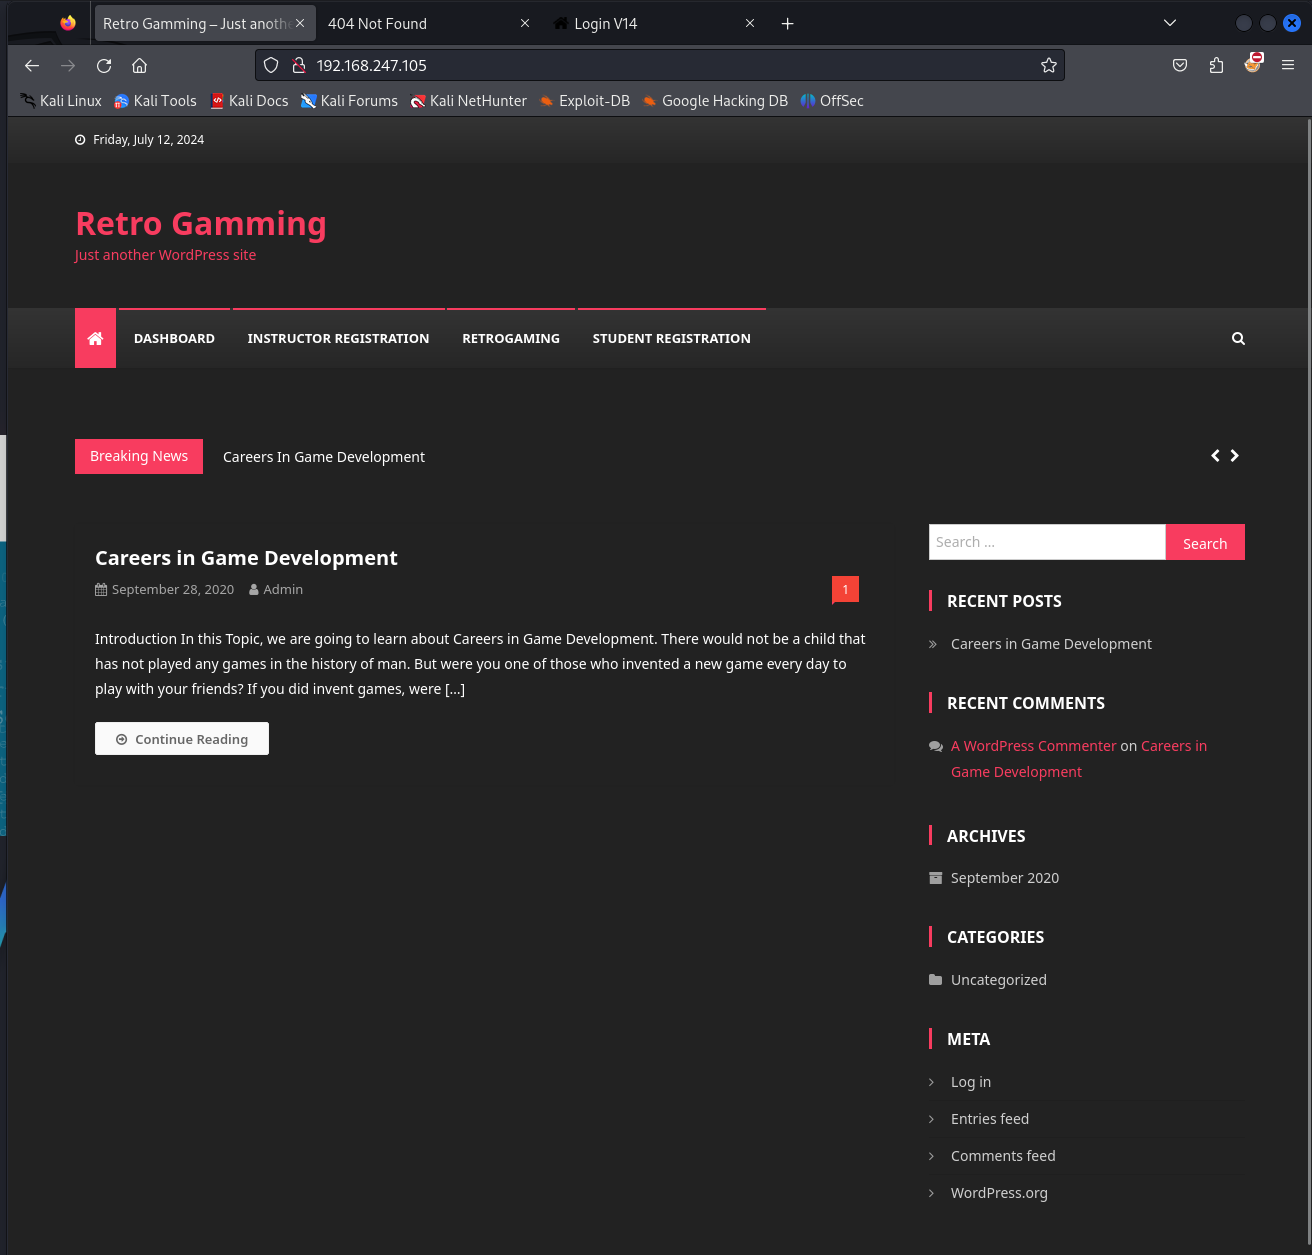 Retro Gamming – Just anothe
404 Not Found
Login V14
192.168.247.105
Kali Linux
Kali Tools
Kali Docs
Kali Forums
Kali NetHunter
Exploit-DB
Google Hacking DB
OffSec
Friday, July 12, 2024
Retro Gamming
Just another WordPress site
DASHBOARD
INSTRUCTOR REGISTRATION
RETROGAMING
STUDENT REGISTRATION
Breaking News
Careers In Game Development
Careers in Game Development
September 28, 2020
Admin
1
Introduction In this Topic, we are going to learn about Careers in Game Development. There would not be a child that
has not played any games in the history of man. But were you one of those who invented a new game every day to
play with your friends? If you did invent games, were [...]
Continue Reading
Search ...
Search
RECENT POSTS
Careers in Game Development
RECENT COMMENTS
A WordPress Commenter on Careers in
Game Development
ARCHIVES
September 2020
CATEGORIES
Uncategorized
META
Log in
Entries feed
Comments feed
WordPress.org